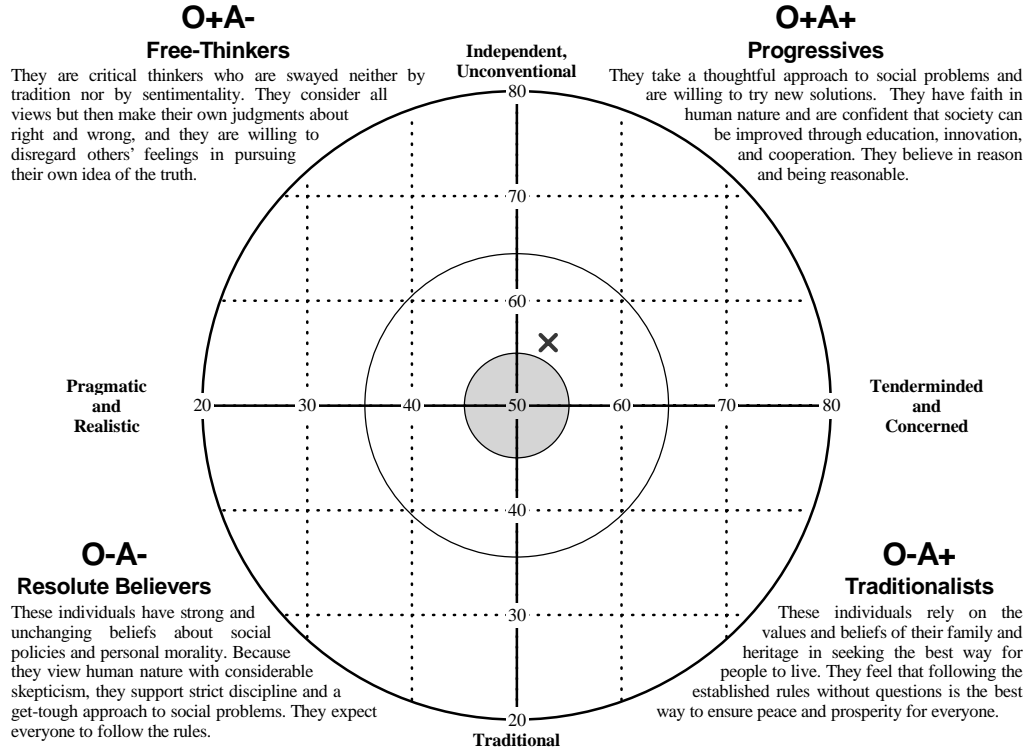 O+A-
Free-Thinkers
They are critical thinkers who are swayed neither by
tradition nor by sentimentality. They consider all
views but then make their own judgments about
right and wrong, and they are willing to
disregard others' feelings in pursuing
their own idea of the truth.
O+A+
Progressives
They take a thoughtful approach to social problems and
are willing to try new solutions. They have faith in
human nature and are confident that society can
be improved through education, innovation,
and cooperation. They believe in reason
and being reasonable.
Independent,
Unconventional
80
70
60
Pragmatic
and
Realistic
20 30 40 50 60 70 80
Tenderminded
and
Concerned
40
30
20
Traditional
O-A-
Resolute Believers
These individuals have strong and
unchanging beliefs about social
policies and personal morality. Because
they view human nature with considerable
skepticism, they support strict discipline and a
get-tough approach to social problems. They expect
everyone to follow the rules.
O-A+
Traditionalists
These individuals rely on the
values and beliefs of their family and
heritage in seeking the best way for
people to live. They feel that following the
established rules without questions is the best
way to ensure peace and prosperity for everyone.